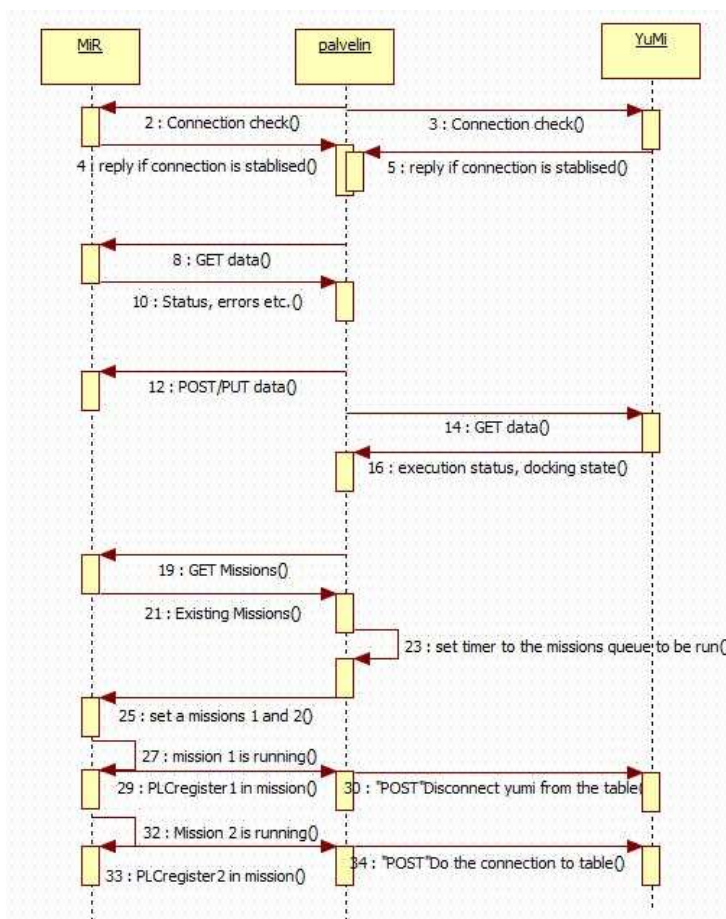 MiR
palvelin
YuMi
2 : Connection check()
3 : Connection check()
4 : reply if connection is stablised()
5 : reply if connection is stablised()
8 : GET data()
10 : Status, errors etc.()
12 : POST/PUT data()
14 : GET data()
16 : execution status, docking state()
19 : GET Missions()
21 : Existing Missions()
23 : set timer to the missions queue to be run()
25 : set a missions 1 and 2()
27 : mission 1 is running()
29 : PLCregister1 in mission()
30 : "POST"Disconnect yumi from the table()
32 : Mission 2 is running()
33 : PLCregister2 in mission()
34 : "POST"Do the connection to table()